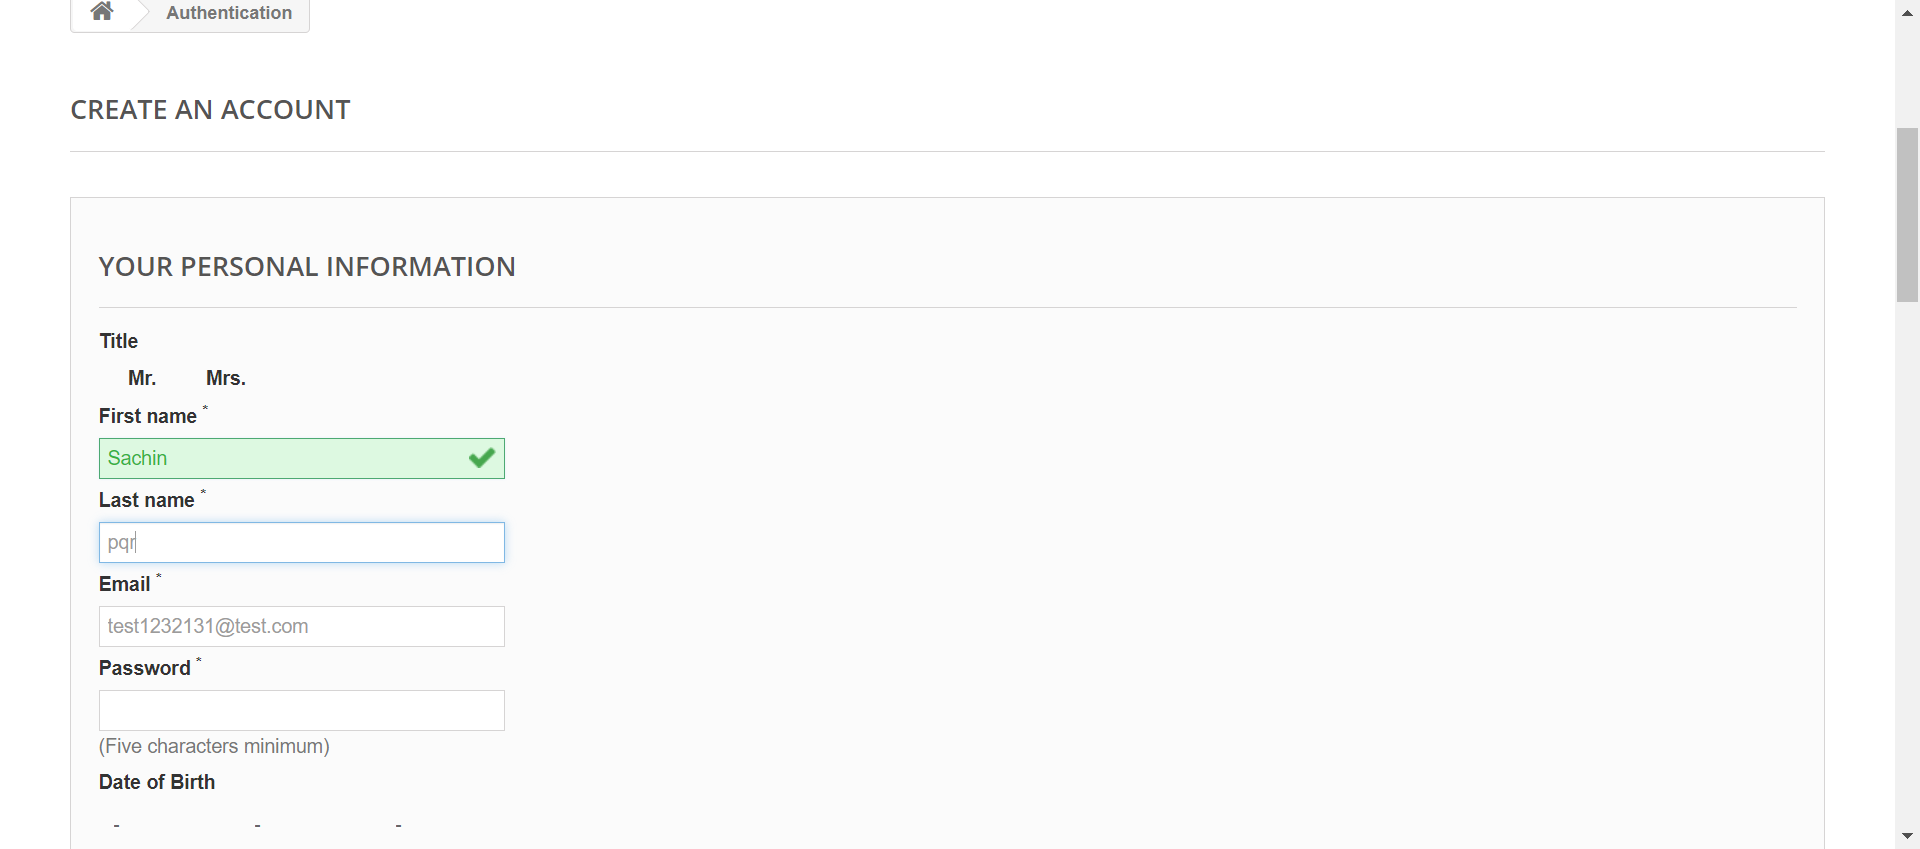 Authentication
CREATE AN ACCOUNT
YOUR PERSONAL INFORMATION
Title
Mr. Mrs.
First name *
Sachin
Last name *
pqr
Email *
test1232131@test.com
Password *
(Five characters minimum)
Date of Birth
- - -